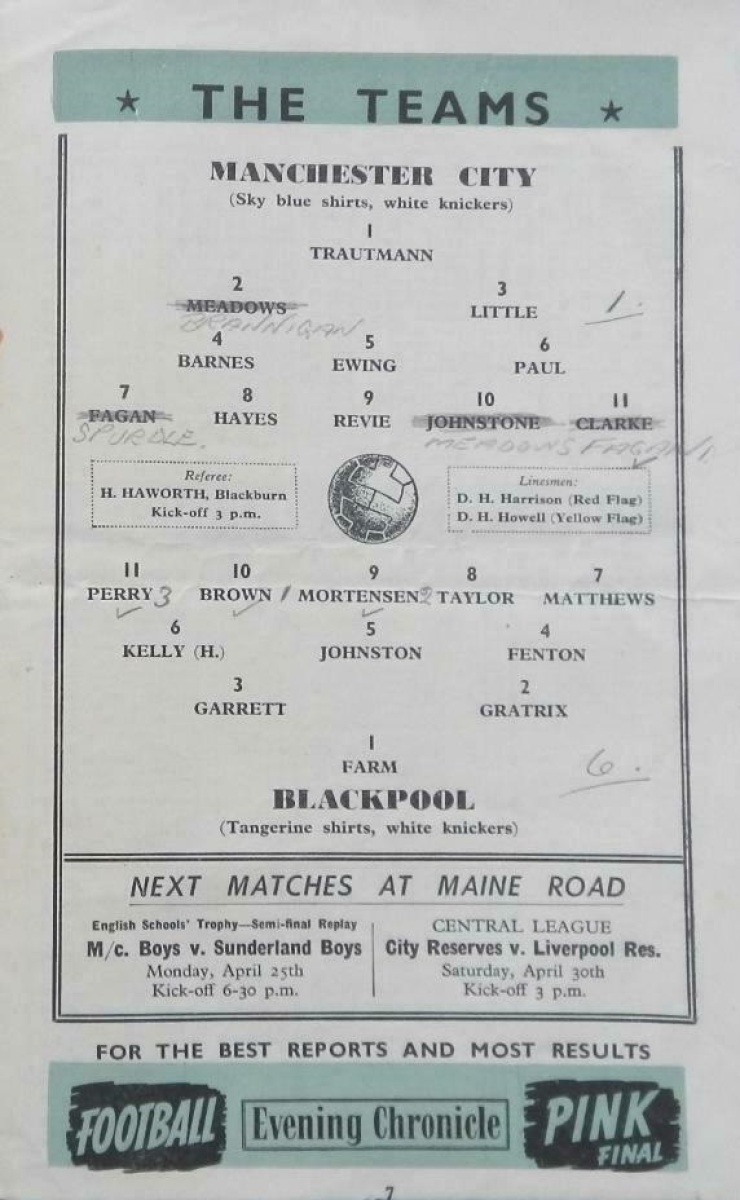 ★ THE TEAMS ★
MANCHESTER CITY
(Sky blue shirts, white knickers)
1
TRAUTMANN
2 3
MEADOWS LITTLE 1.
BRANNIGAN
4 5 6
BARNES EWING PAUL
7 8 9 10 11
FAGAN HAYES REVIE JOHNSTONE CLARKE
SPURDLE. MEADOWS FAGAN 1
Referee:
H. HAWORTH, Blackburn
Kick-off 3 p.m.
Linesmen:
D. H. Harrison (Red Flag)
D. H. Howell (Yellow Flag)
11 10 9 8 7
PERRY 3 BROWN 1 MORTENSEN 2 TAYLOR MATTHEWS
6 5 4
KELLY (H.) JOHNSTON FENTON
3 2
GARRETT GRATRIX
1
FARM 6.
BLACKPOOL
(Tangerine shirts, white knickers)
NEXT MATCHES AT MAINE ROAD
English Schools' Trophy—Semi-final Replay
M/c. Boys v. Sunderland Boys
Monday, April 25th
Kick-off 6-30 p.m.
CENTRAL LEAGUE
City Reserves v. Liverpool Res.
Saturday, April 30th
Kick-off 3 p.m.
FOR THE BEST REPORTS AND MOST RESULTS
FOOTBALL Evening Chronicle PINK
FINAL
7